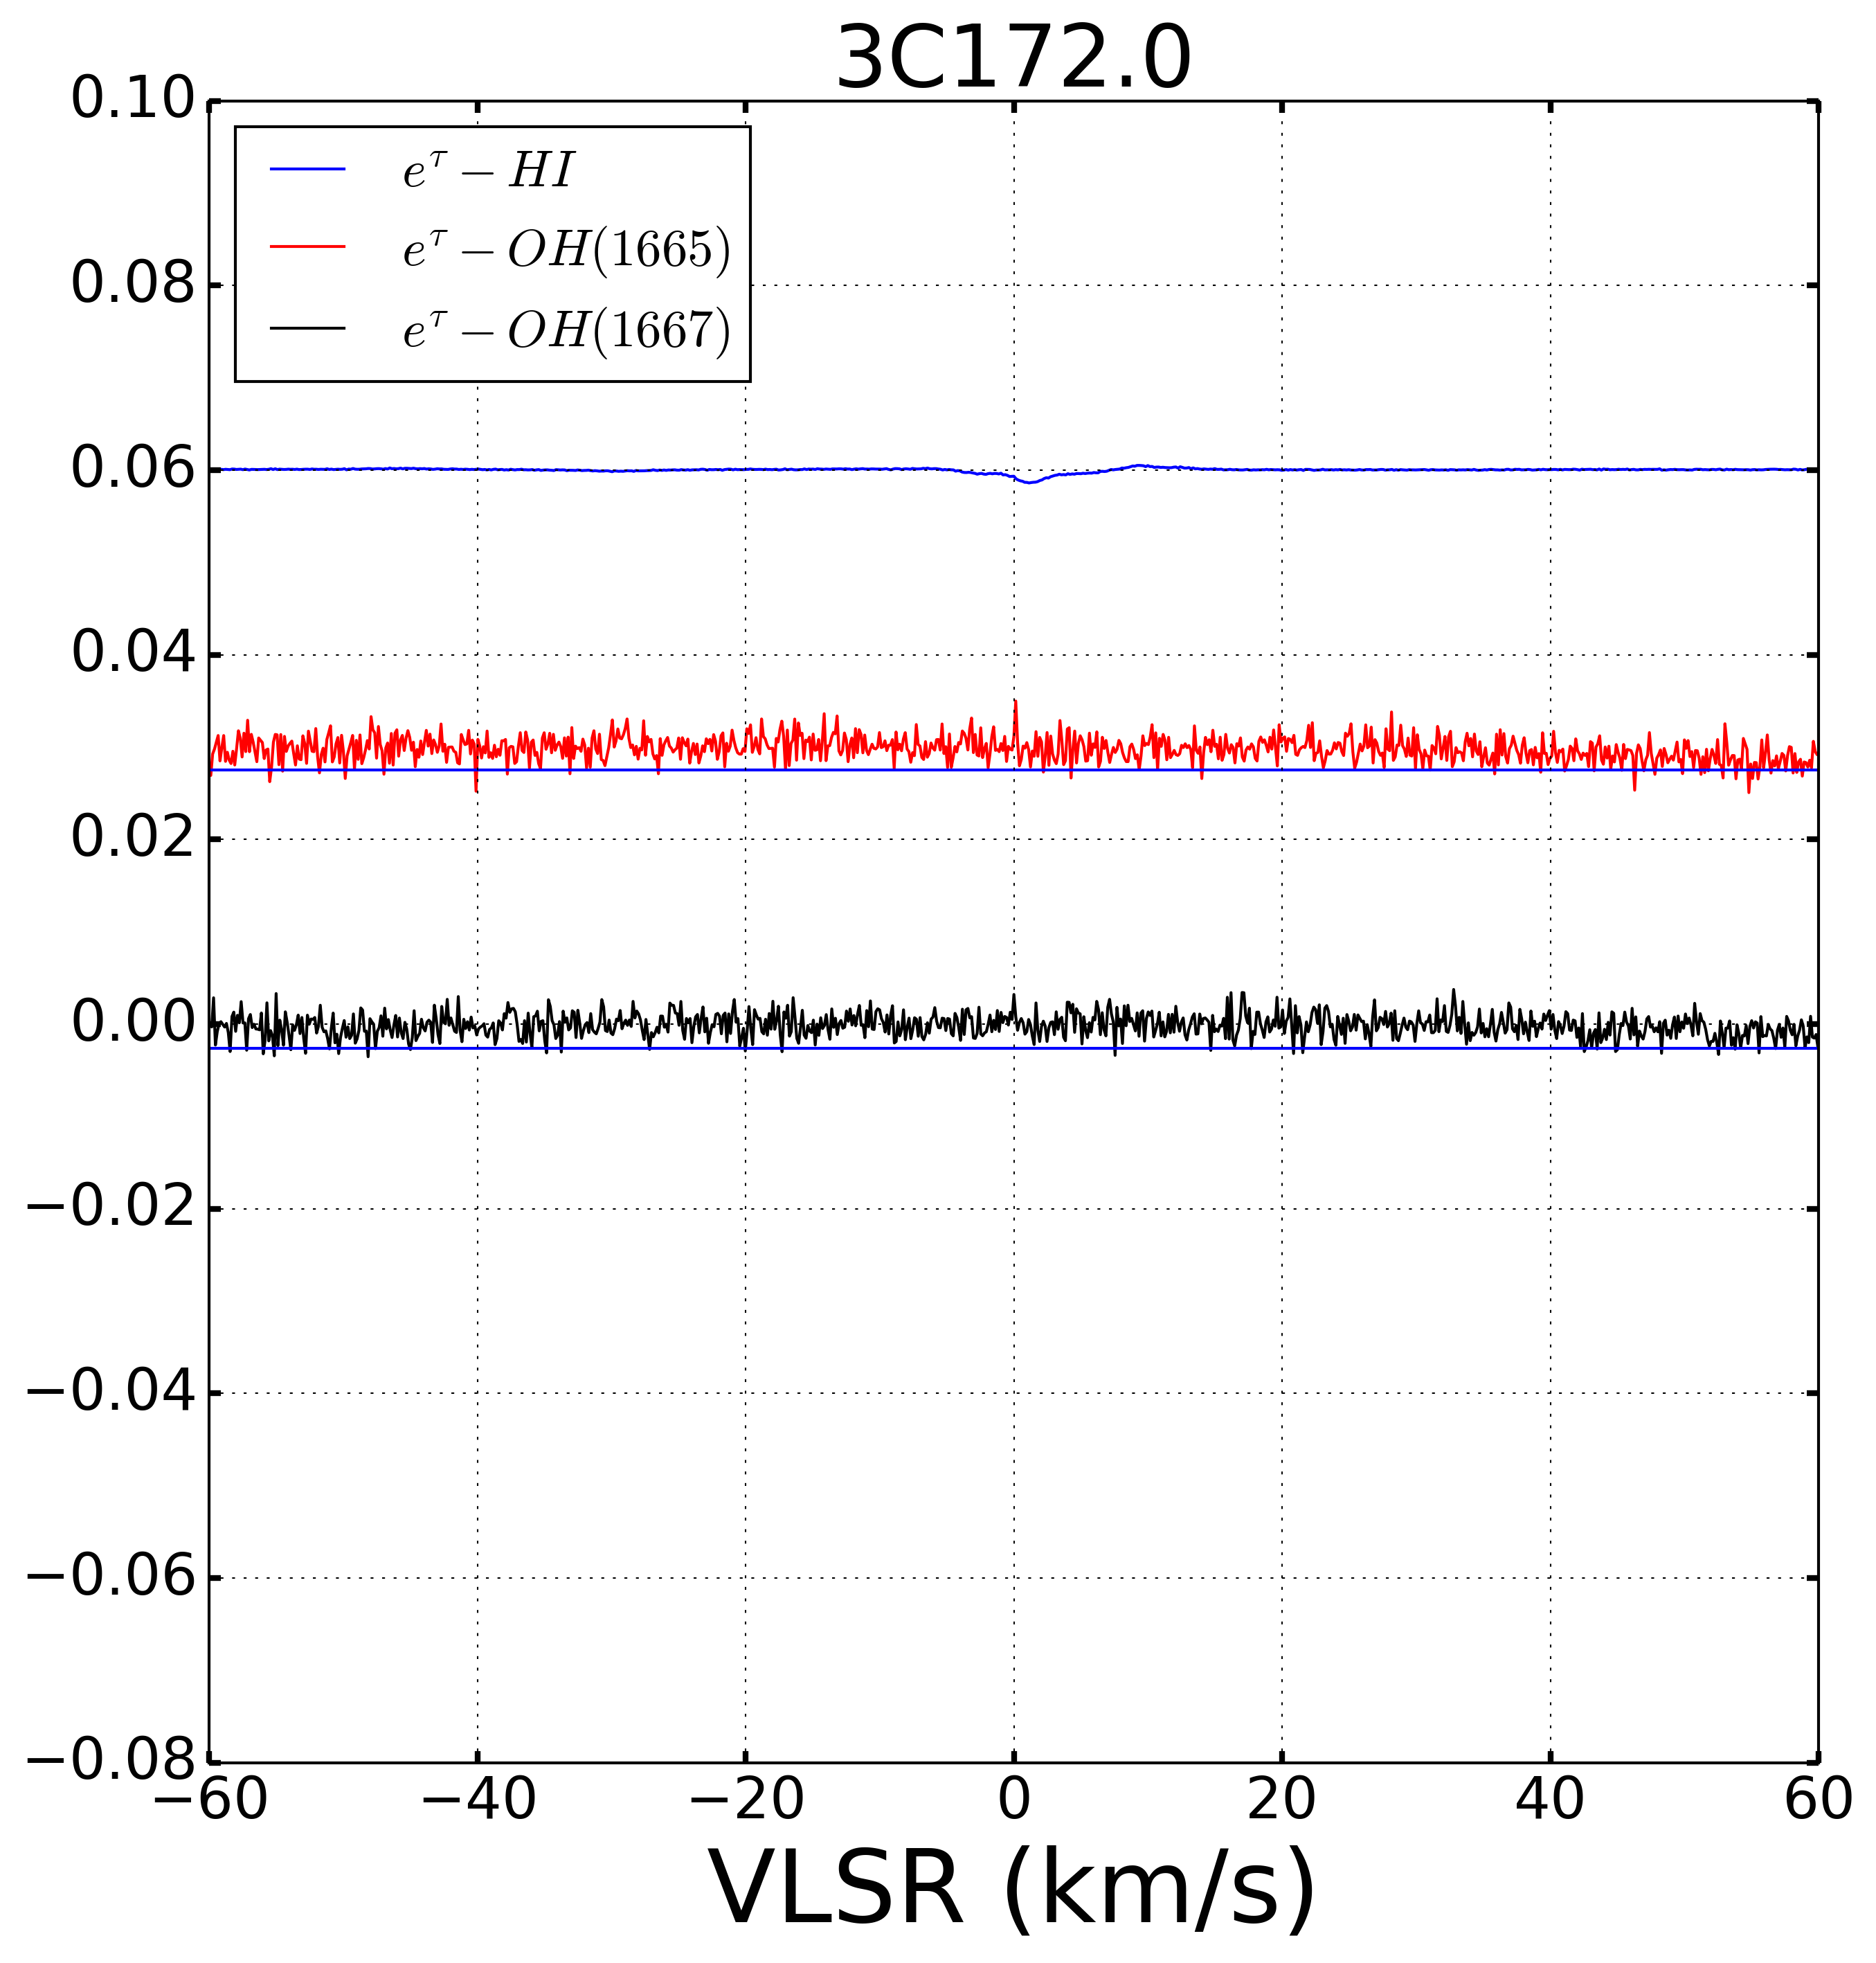 3C172.0
0.10
0.08
0.06
0.04
0.02
0.00
−0.02
−0.04
−0.06
−0.08
e^τ − HI
e^τ − OH(1665)
e^τ − OH(1667)
−60 −40 −20 0 20 40 60
VLSR (km/s)